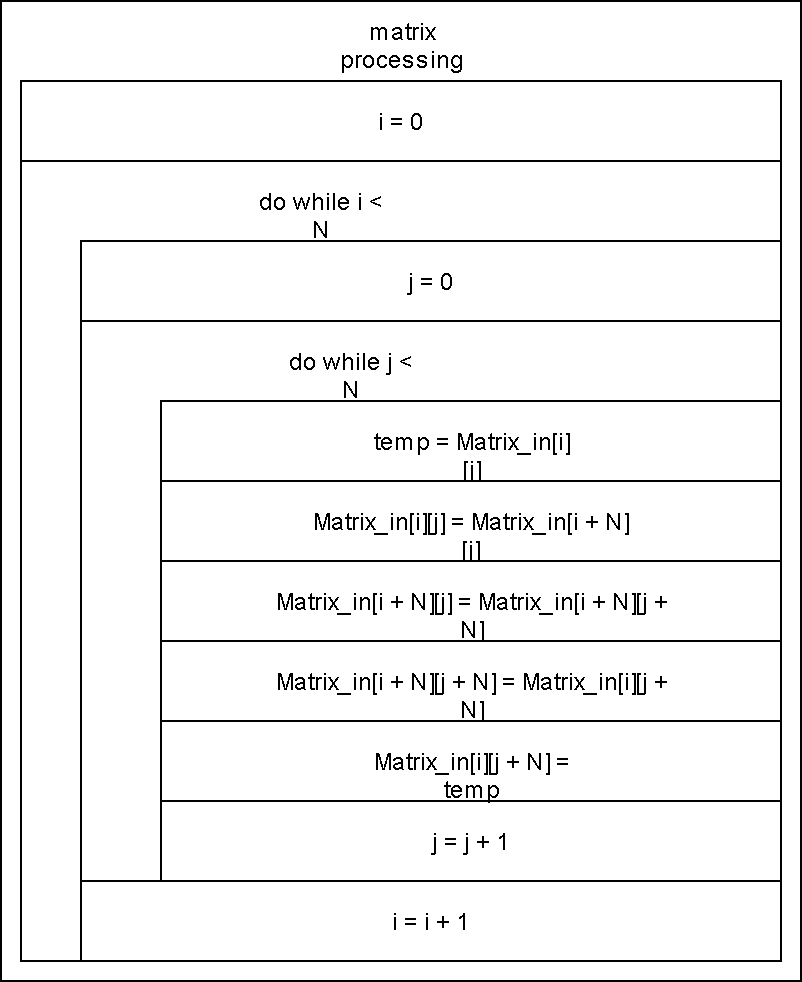 matrix
processing
i = 0
do while i <
N
j = 0
do while j <
N
temp = Matrix_in[i]
[j]
Matrix_in[i][j] = Matrix_in[i + N]
[j]
Matrix_in[i + N][j] = Matrix_in[i + N][j +
N]
Matrix_in[i + N][j + N] = Matrix_in[i][j +
N]
Matrix_in[i][j + N] =
temp
j = j + 1
i = i + 1